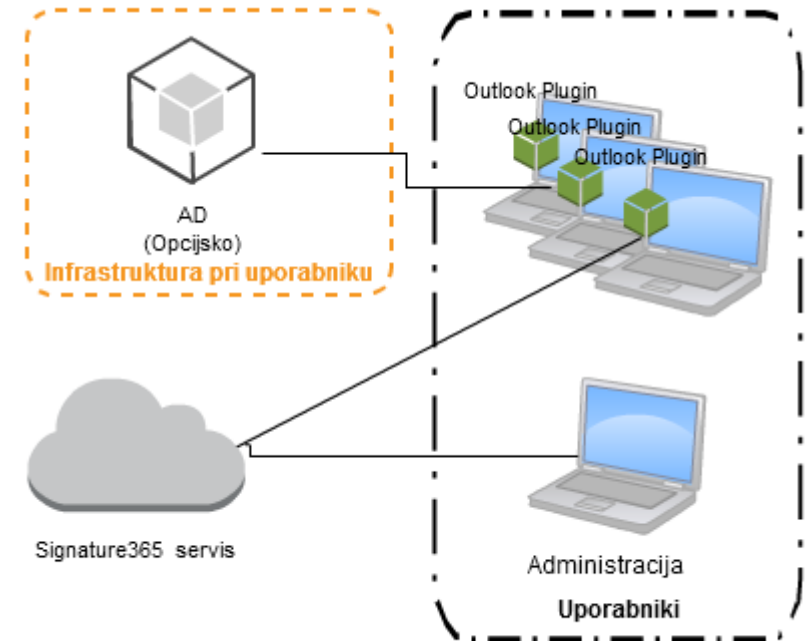 Outlook Plugin
Outlook Plugin
Outlook Plugin
AD
(Opcijsko)
Infrastruktura pri uporabniku
Signature365 servis
Administracija
Uporabniki